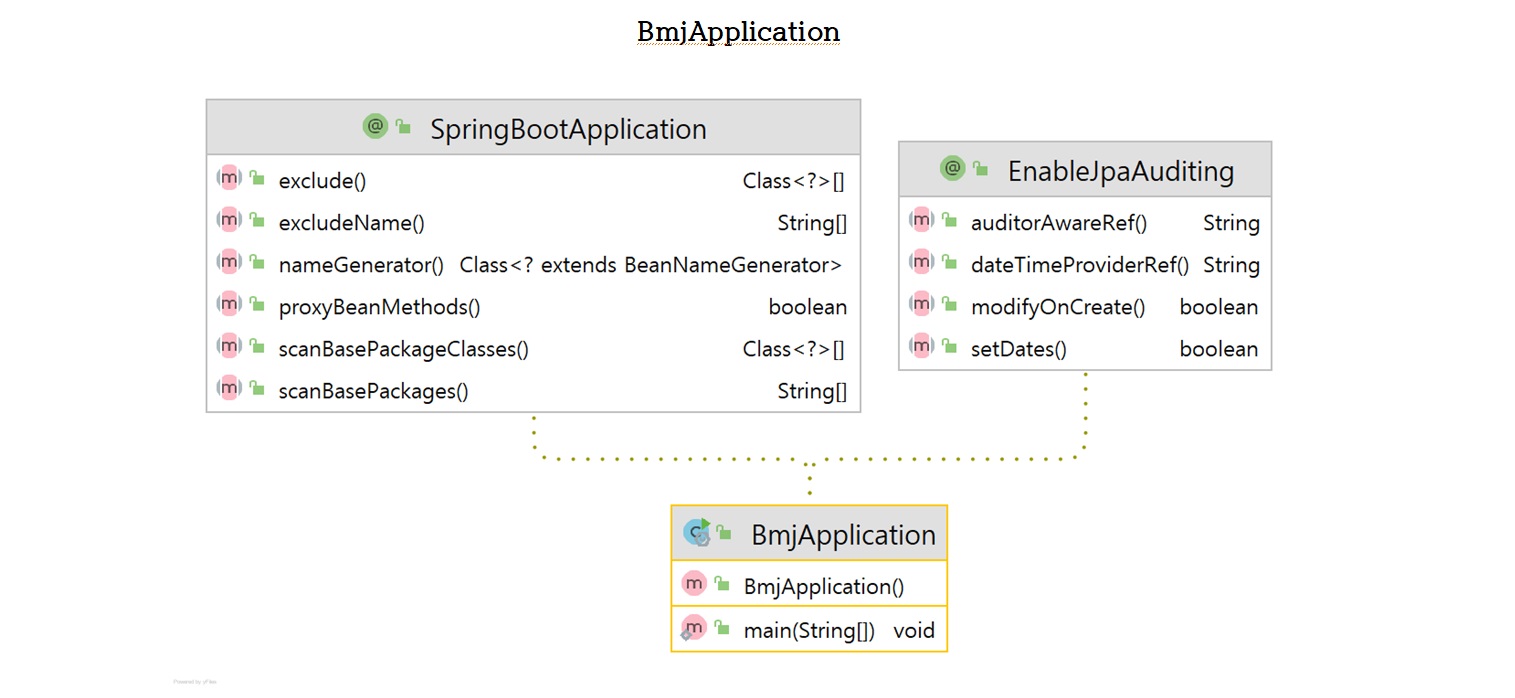 BmjApplication
@ SpringBootApplication
m exclude() Class<?>[]
m excludeName() String[]
m nameGenerator() Class<? extends BeanNameGenerator>
m proxyBeanMethods() boolean
m scanBasePackageClasses() Class<?>[]
m scanBasePackages() String[]
@ EnableJpaAuditing
m auditorAwareRef() String
m dateTimeProviderRef() String
m modifyOnCreate() boolean
m setDates() boolean
C BmjApplication
m BmjApplication()
m main(String[]) void
Powered by yFiles